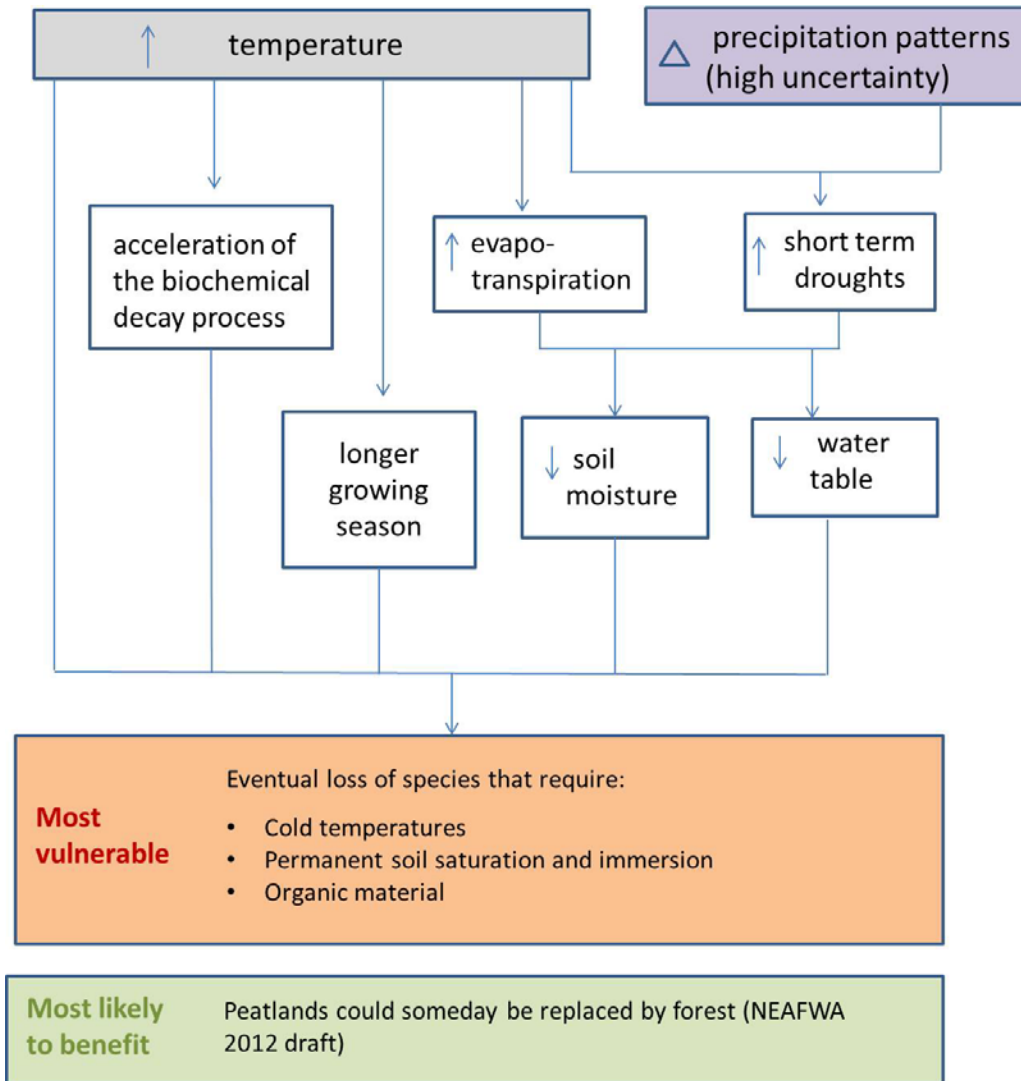 temperature
precipitation patterns
(high uncertainty)
acceleration of
the biochemical
decay process
evapo-
transpiration
short term
droughts
longer
growing
season
soil
moisture
water
table
Most
vulnerable
Eventual loss of species that require:
• Cold temperatures
• Permanent soil saturation and immersion
• Organic material
Most likely
to benefit
Peatlands could someday be replaced by forest (NEAFWA
2012 draft)